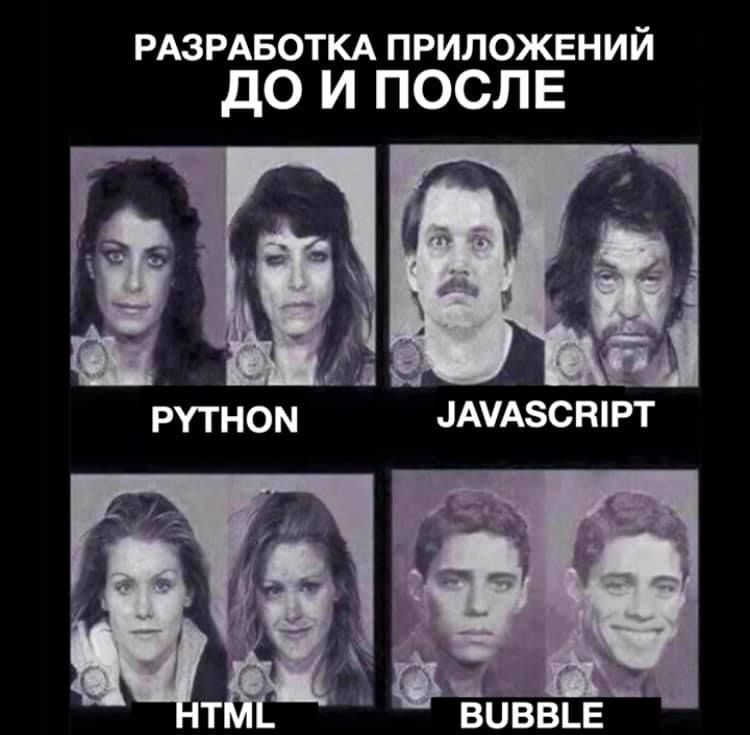 РАЗРАБОТКА ПРИЛОЖЕНИЙ
ДО И ПОСЛЕ
PYTHON
JAVASCRIPT
HTML
BUBBLE